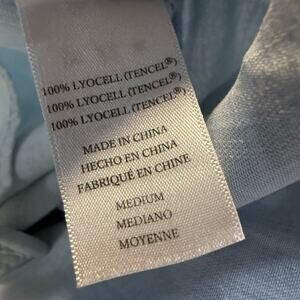 100% LYOCELL (TENCEL®)
100% LYOCELL (TENCEL®)
100% LYOCELL (TENCEL®)
MADE IN CHINA
HECHO EN CHINA
FABRIQUÉ EN CHINE
MEDIUM
MEDIANO
MOYENNE